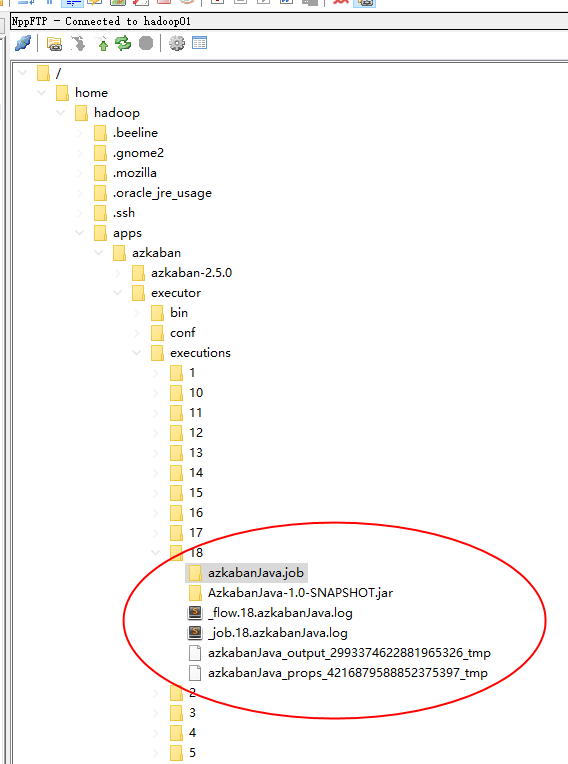 NppFTP - Connected to hadoop01
/
home
hadoop
.beeline
.gnome2
.mozilla
.oracle_jre_usage
.ssh
apps
azkaban
azkaban-2.5.0
executor
bin
conf
executions
1
10
11
12
13
14
15
16
17
18
azkabanJava.job
AzkabanJava-1.0-SNAPSHOT.jar
_flow.18.azkabanJava.log
_job.18.azkabanJava.log
azkabanJava_output_2993374622881965326_tmp
azkabanJava_props_4216879588852375397_tmp
2
3
4
5